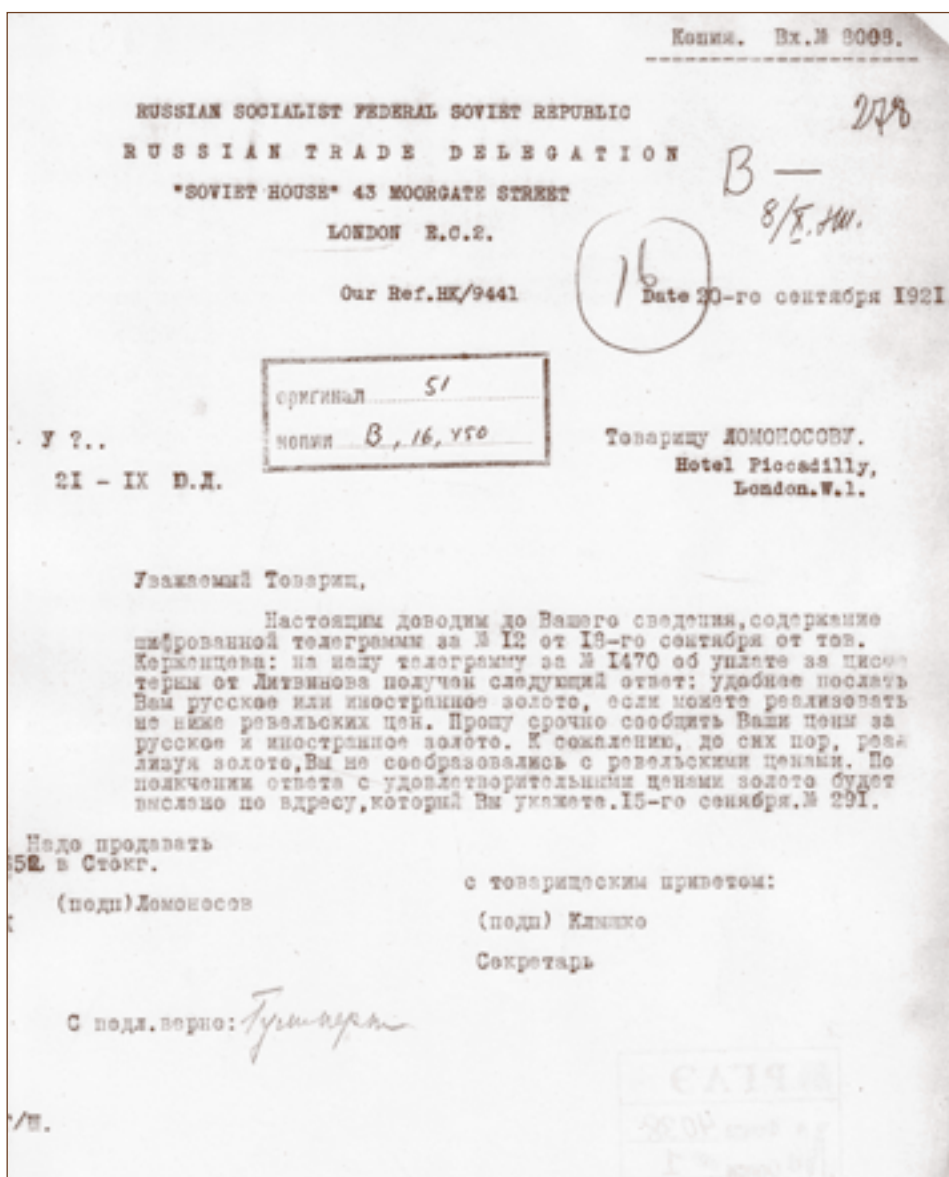 Копия. Вх.№ 8008.
278
RUSSIAN SOCIALIST FEDERAL SOVIET REPUBLIC
RUSSIAN TRADE DELEGATION
"SOVIET HOUSE" 43 MOORGATE STREET
LONDON E.C.2.
В —
8/X.
16
Our Ref.HK/9441
Date 20-го сентября 1921
оригинал 51
копии В, 16, 450
У ?..
21 - IX Ю.Л.
Товарищу ЛОМОНОСОВУ.
Hotel Piccadilly,
London.W.1.
Уважаемый Товарищ,
Настоящим доводим до Вашего сведения,содержание
шифрованной телеграммы за № 12 от 18-го сентября от тов.
Керженцева: на нашу телеграмму за № 1470 об уплате за цис
терны от Литвинова получен следующий ответ: удобнее послать
Вам русское или иностранное золото, если можете реализовать
не ниже ревельских цен. Прошу срочно сообщить Ваши цены за
русское и иностранное золото. К сожалению, до сих пор, реа
лизуя золото,Вы не сообразовались с ревельскими ценами. По
получении ответа с удовлетворительными ценами золото будет
выслано по адресу,который Вы укажете.15-го сенября.№ 291.
Надо продавать
в Стокг.
(подп)Ломоносов
с товарищеским приветом:
(подп) Клышко
Секретарь
С подл.верно:
/Ш.
РГАЭ